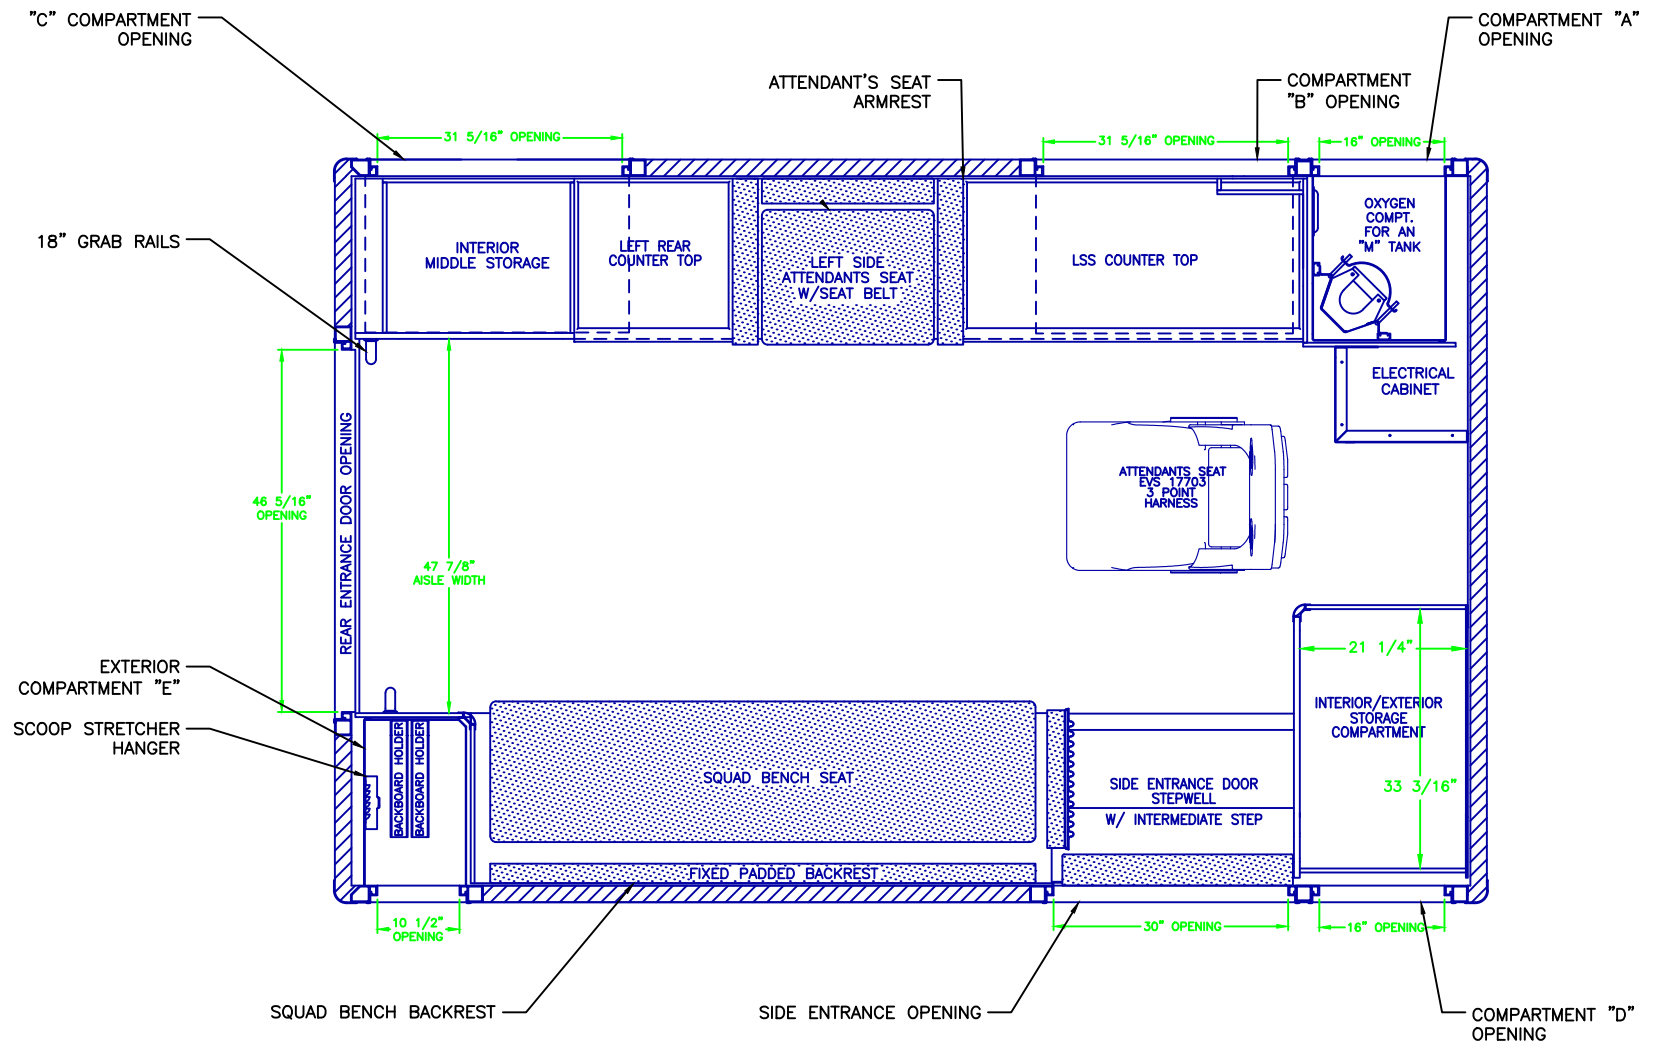 "C" COMPARTMENT
OPENING
COMPARTMENT "A"
OPENING
ATTENDANT'S SEAT
ARMREST
COMPARTMENT
"B" OPENING
31 5/16" OPENING
31 5/16" OPENING
16" OPENING
18" GRAB RAILS
INTERIOR
MIDDLE STORAGE
LEFT REAR
COUNTER TOP
LEFT SIDE
ATTENDANTS SEAT
W/SEAT BELT
LSS COUNTER TOP
OXYGEN
COMPT.
FOR AN
"M" TANK
ELECTRICAL
CABINET
REAR ENTRANCE DOOR OPENING
46 5/16"
OPENING
47 7/8"
AISLE WIDTH
ATTENDANTS SEAT
EVS 17703
3 POINT
HARNESS
EXTERIOR
COMPARTMENT "E"
SCOOP STRETCHER
HANGER
BACKBOARD HOLDER
BACKBOARD HOLDER
SQUAD BENCH SEAT
FIXED PADDED BACKREST
SIDE ENTRANCE DOOR
STEPWELL
W/ INTERMEDIATE STEP
21 1/4"
INTERIOR/EXTERIOR
STORAGE
COMPARTMENT
33 3/16"
10 1/2"
OPENING
30" OPENING
16" OPENING
SQUAD BENCH BACKREST
SIDE ENTRANCE OPENING
COMPARTMENT "D"
OPENING